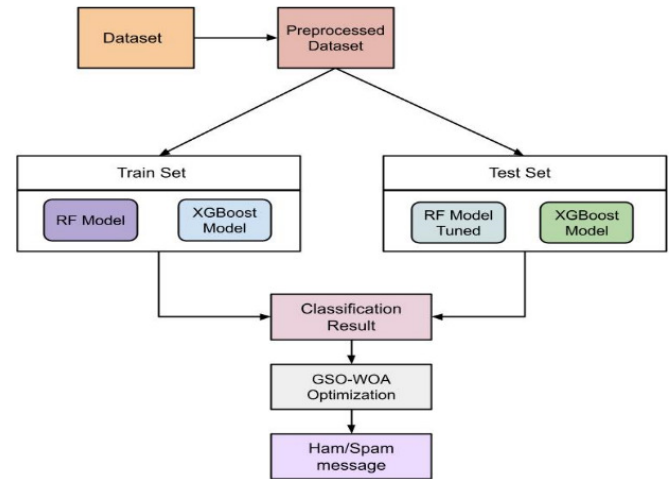 Dataset
Preprocessed
Dataset
Train Set
RF Model
XGBoost
Model
Test Set
RF Model
Tuned
XGBoost
Model
Classification
Result
GSO-WOA
Optimization
Ham/Spam
message